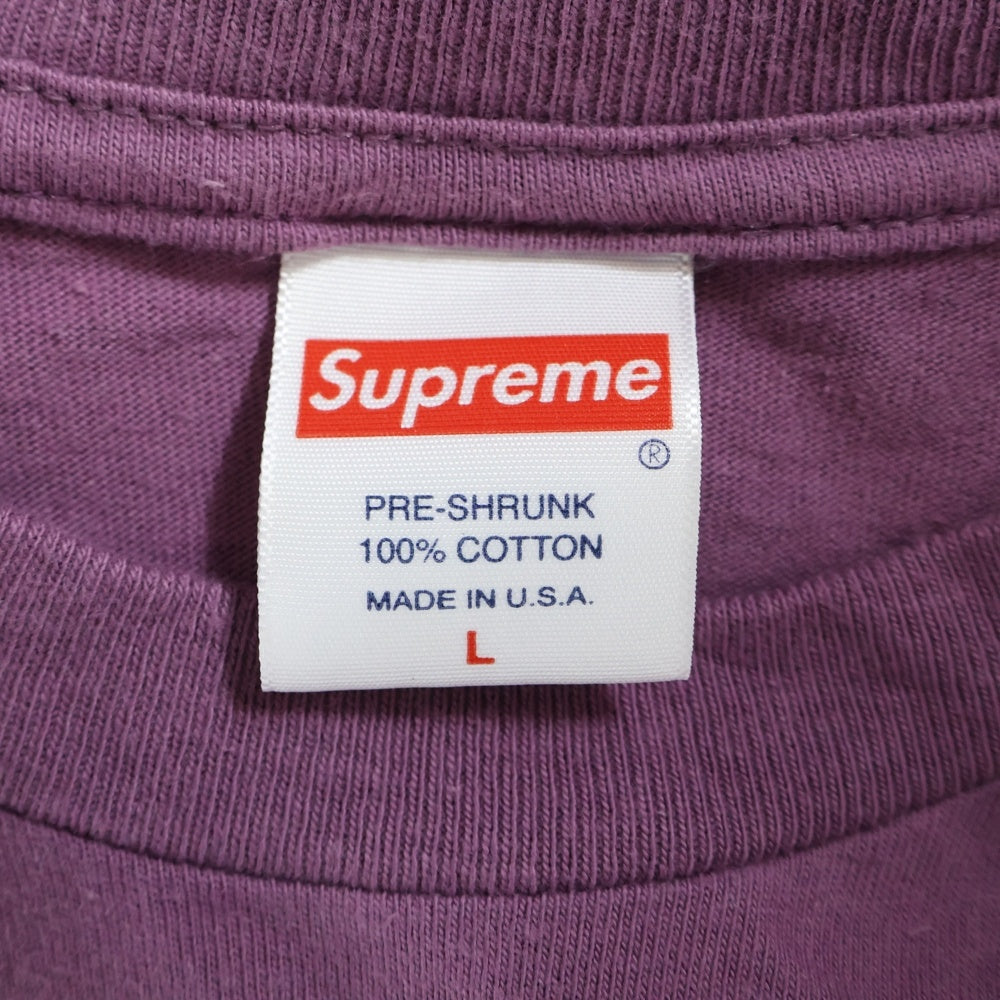 Supreme
®
PRE-SHRUNK
100% COTTON
MADE IN U.S.A.
L